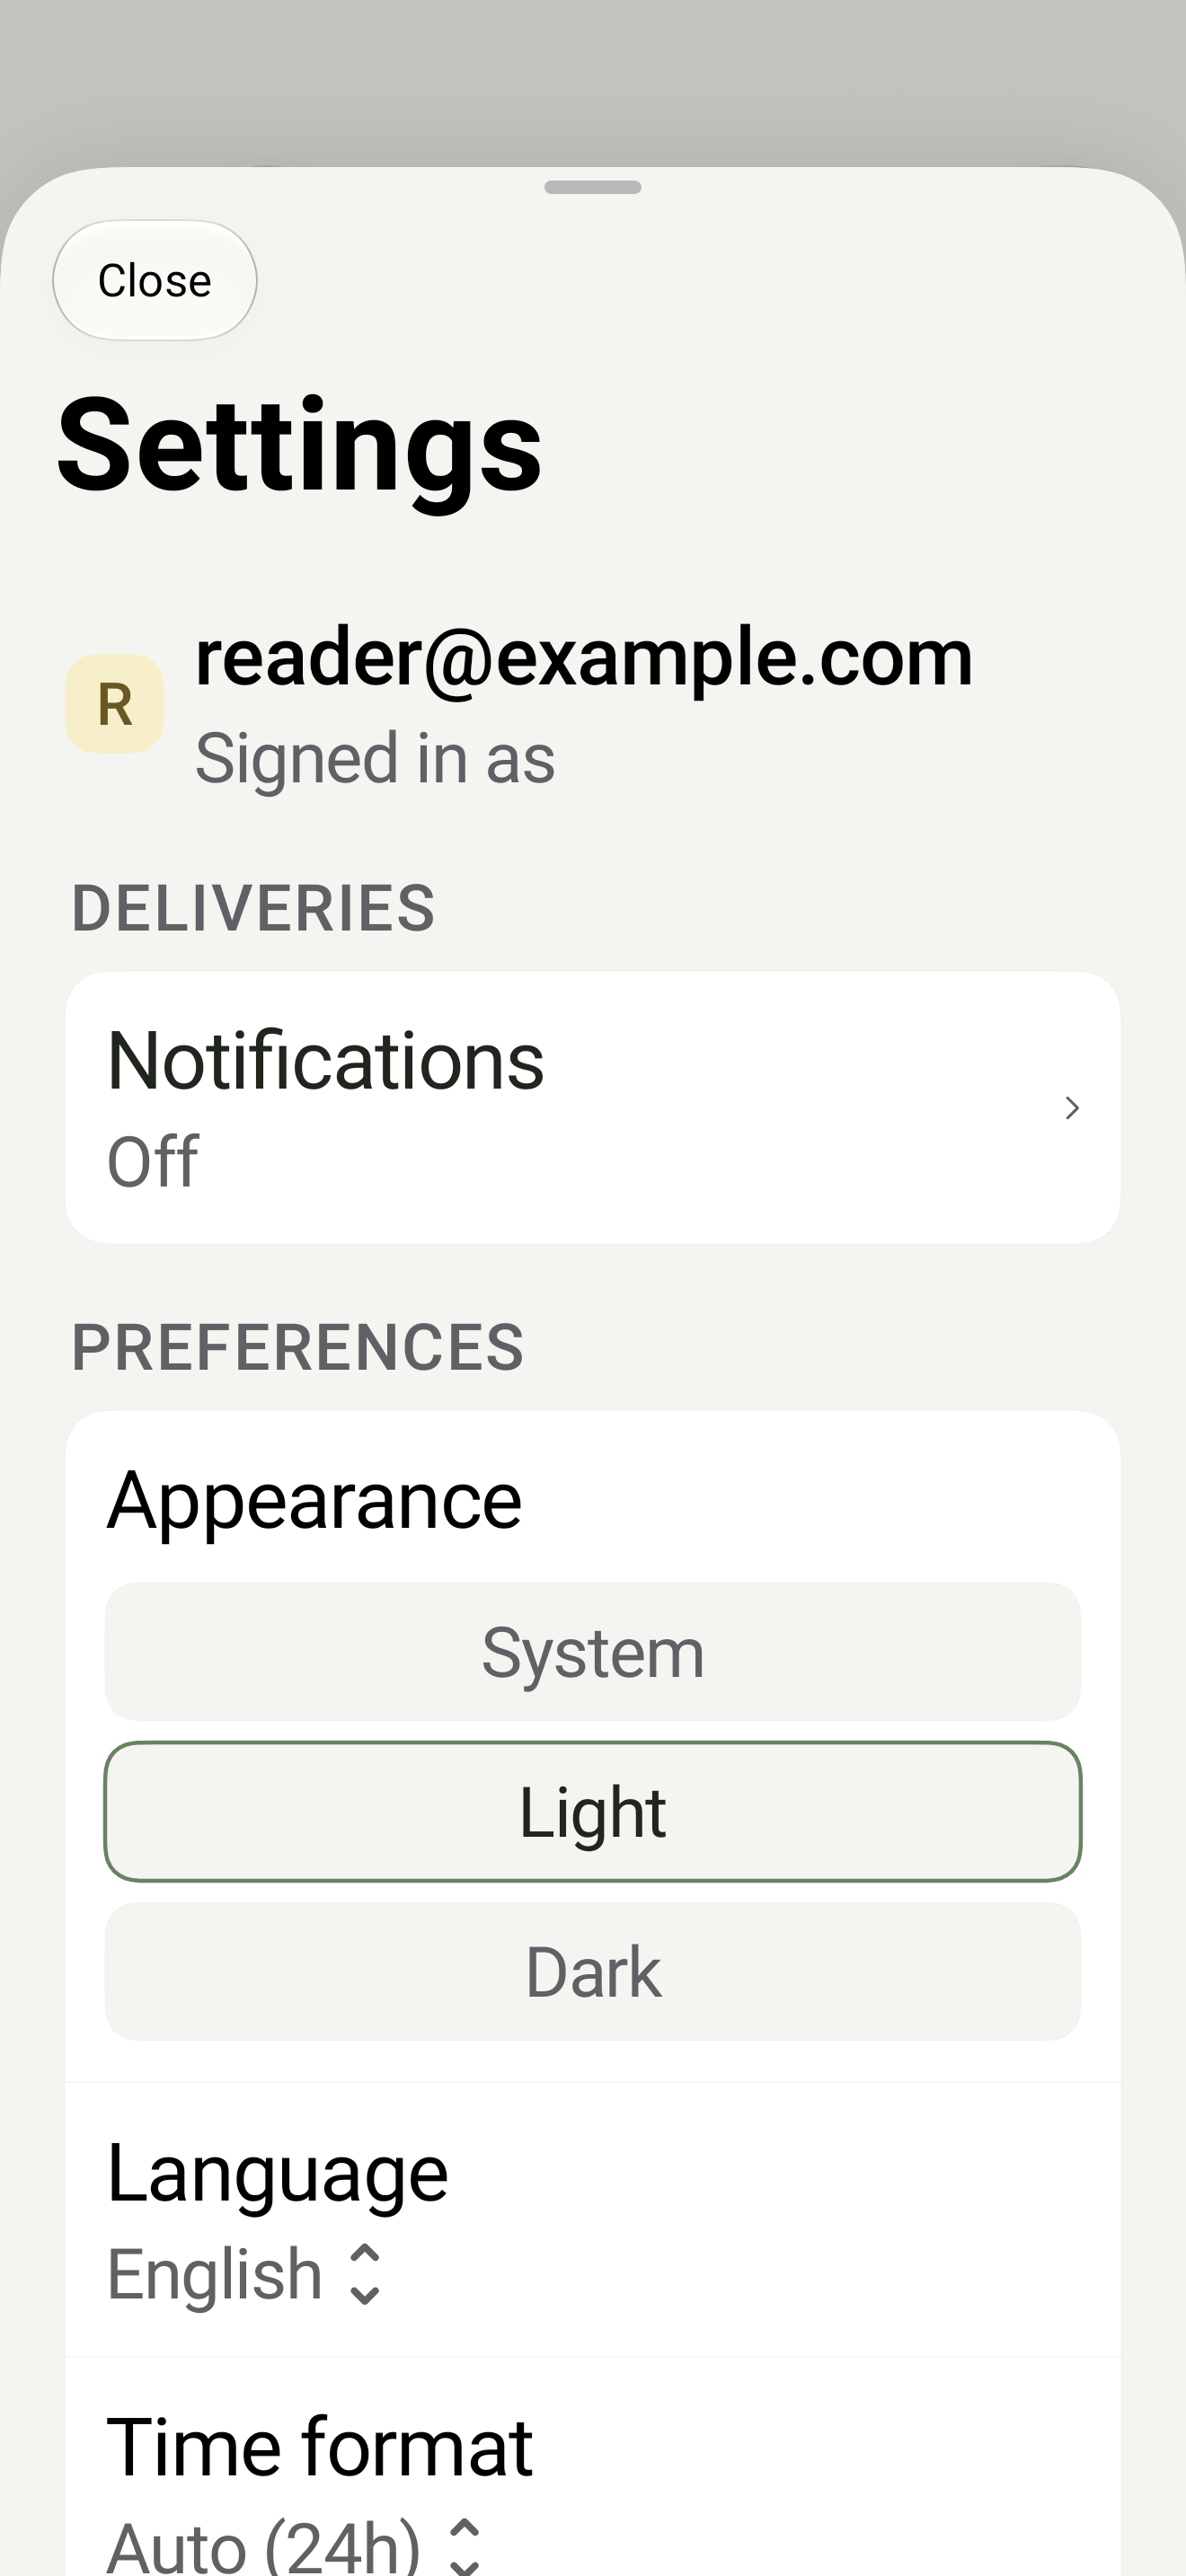 Close
Settings
R
reader@example.com
Signed in as
DELIVERIES
Notifications
Off
PREFERENCES
Appearance
System
Light
Dark
Language
English
Time format
Auto (24h)